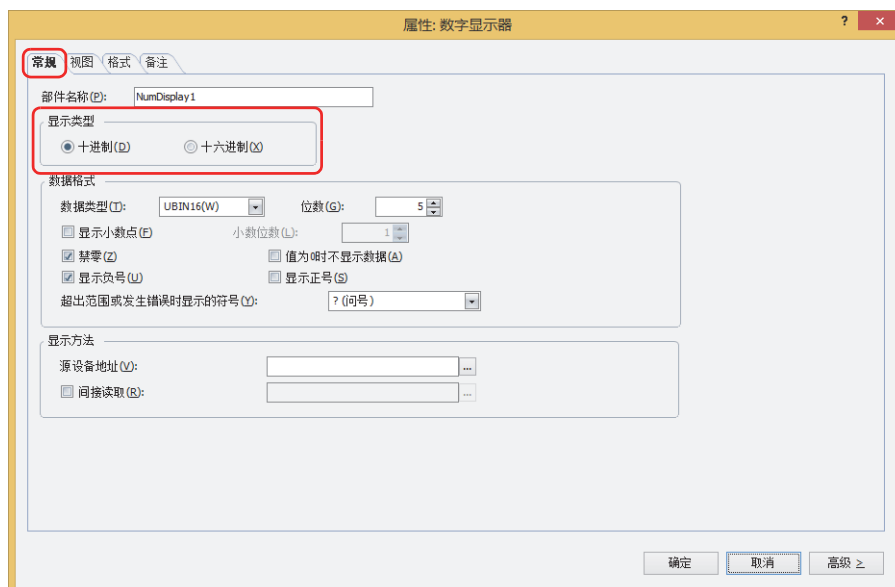 属性: 数字显示器
? ×
常规 视图 格式 备注
部件名称(P): NumDisplay1
显示类型
十进制(D) 十六进制(X)
数据格式
数据类型(T): UBIN16(W) 位数(G): 5
显示小数点(F) 小数位数(L): 1
禁零(Z) 值为0时不显示数据(A)
显示负号(U) 显示正号(S)
超出范围或发生错误时显示的符号(Y): ? (问号)
显示方法
源设备地址(V): ...
间接读取(R): ...
确定 取消 高级 >